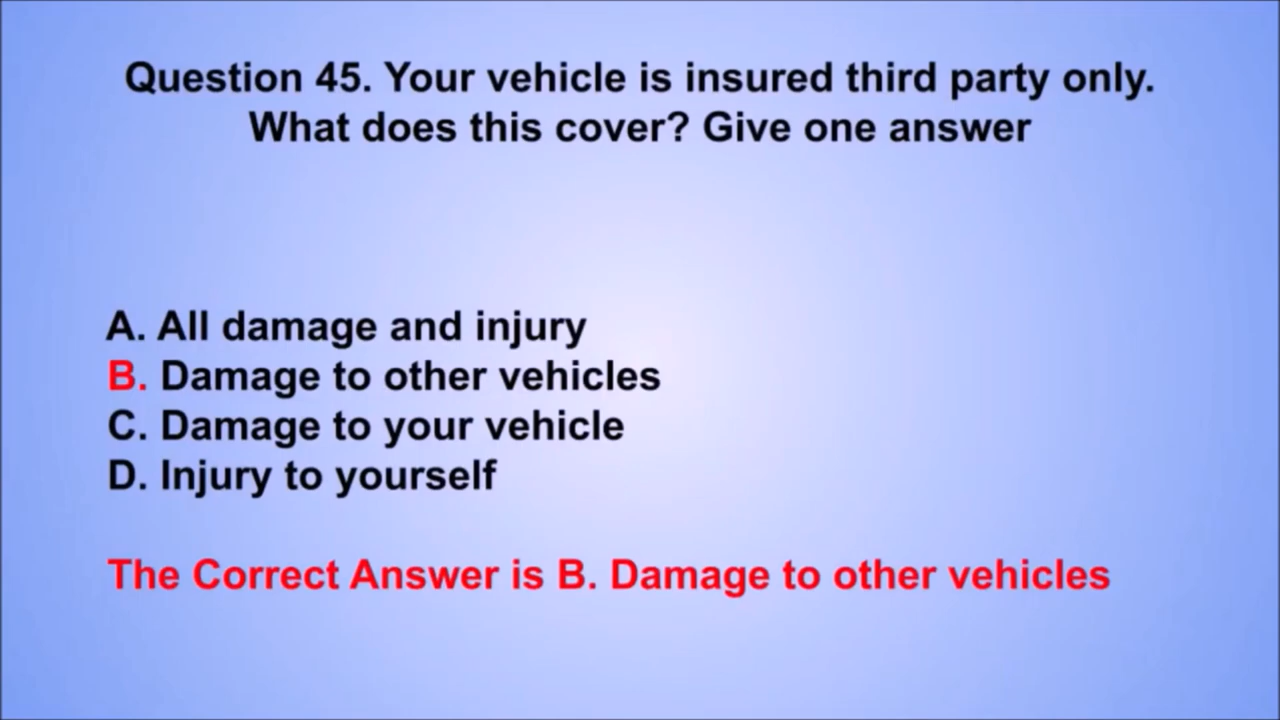 Question 45. Your vehicle is insured third party only.
What does this cover? Give one answer
A. All damage and injury
B. Damage to other vehicles
C. Damage to your vehicle
D. Injury to yourself
The Correct Answer is B. Damage to other vehicles